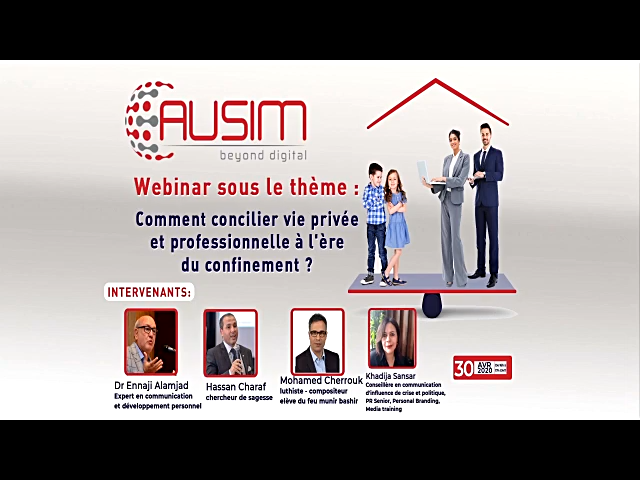 AUSIM
beyond digital
Webinar sous le thème :
Comment concilier vie privée
et professionnelle à l'ère
du confinement ?
INTERVENANTS:
Dr Ennaji Alamjad
Expert en communication
et développement personnel
Hassan Charaf
chercheur de sagesse
Mohamed Cherrouk
luthiste - compositeur
elève du feu munir bashir
Khadija Sansar
Conseillère en communication
d'influence de crise et politique,
PR Senior, Personal Branding,
Media training
30
AVR
2020